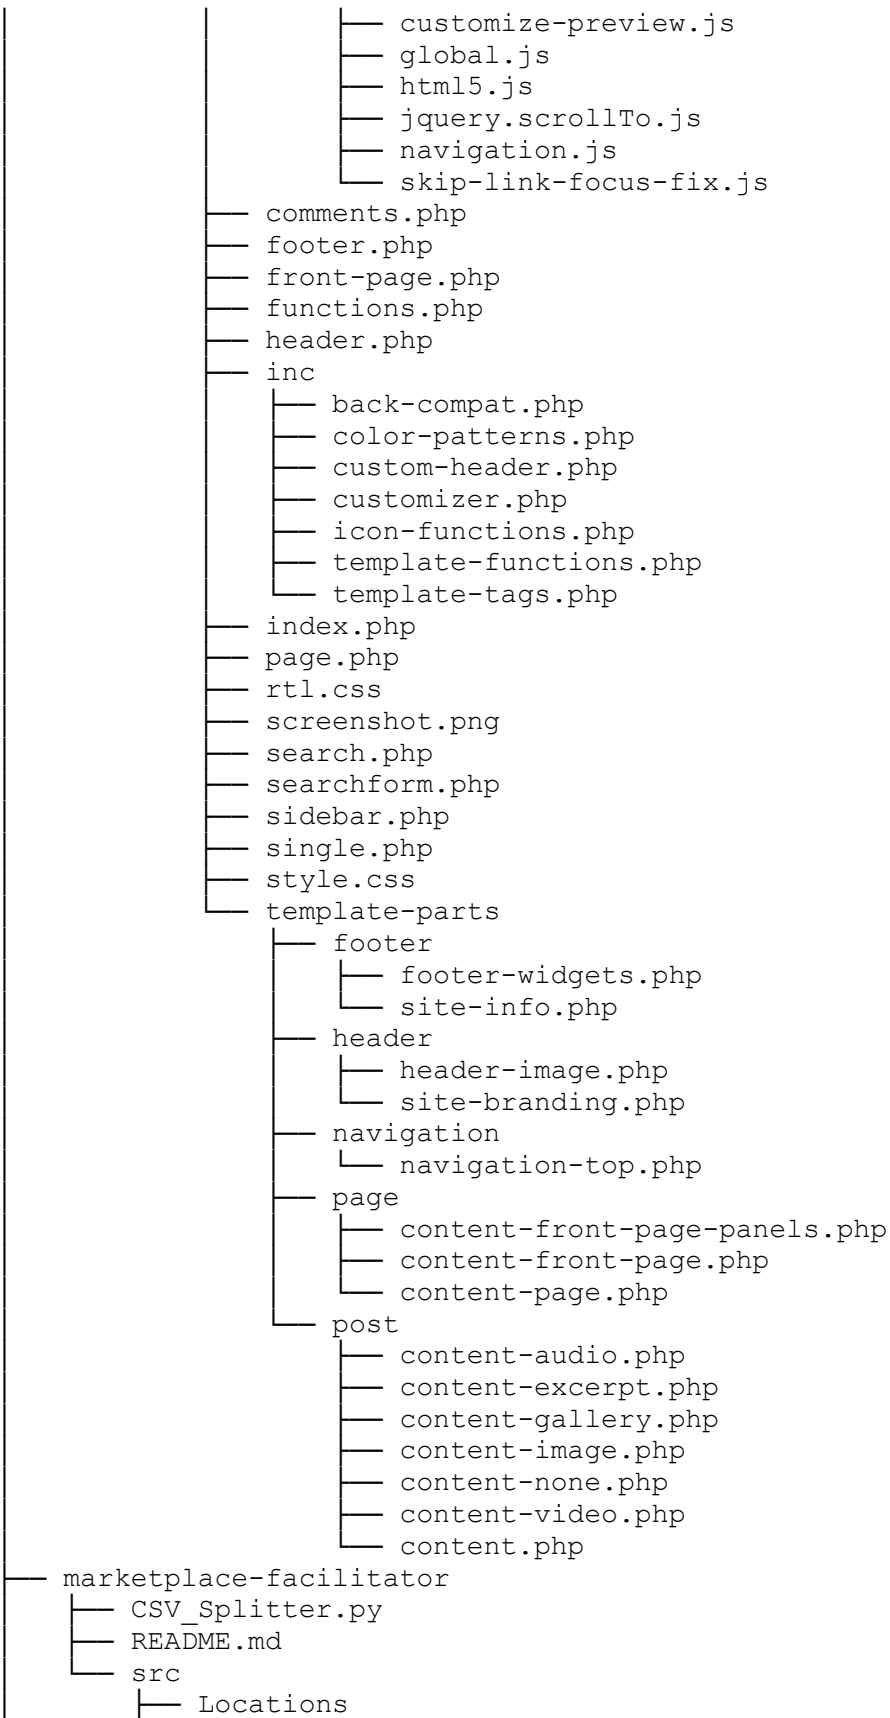 │           │       ├── customize-preview.js
│           │       ├── global.js
│           │       ├── html5.js
│           │       ├── jquery.scrollTo.js
│           │       ├── navigation.js
│           │       └── skip-link-focus-fix.js
│           ├── comments.php
│           ├── footer.php
│           ├── front-page.php
│           ├── functions.php
│           ├── header.php
│           ├── inc
│           │   ├── back-compat.php
│           │   ├── color-patterns.php
│           │   ├── custom-header.php
│           │   ├── customizer.php
│           │   ├── icon-functions.php
│           │   ├── template-functions.php
│           │   └── template-tags.php
│           ├── index.php
│           ├── page.php
│           ├── rtl.css
│           ├── screenshot.png
│           ├── search.php
│           ├── searchform.php
│           ├── sidebar.php
│           ├── single.php
│           ├── style.css
│           └── template-parts
│               ├── footer
│               │   ├── footer-widgets.php
│               │   └── site-info.php
│               ├── header
│               │   ├── header-image.php
│               │   └── site-branding.php
│               ├── navigation
│               │   └── navigation-top.php
│               ├── page
│               │   ├── content-front-page-panels.php
│               │   ├── content-front-page.php
│               │   └── content-page.php
│               └── post
│                   ├── content-audio.php
│                   ├── content-excerpt.php
│                   ├── content-gallery.php
│                   ├── content-image.php
│                   ├── content-none.php
│                   ├── content-video.php
│                   └── content.php
├── marketplace-facilitator
│   ├── CSV_Splitter.py
│   ├── README.md
│   └── src
│       ├── Locations